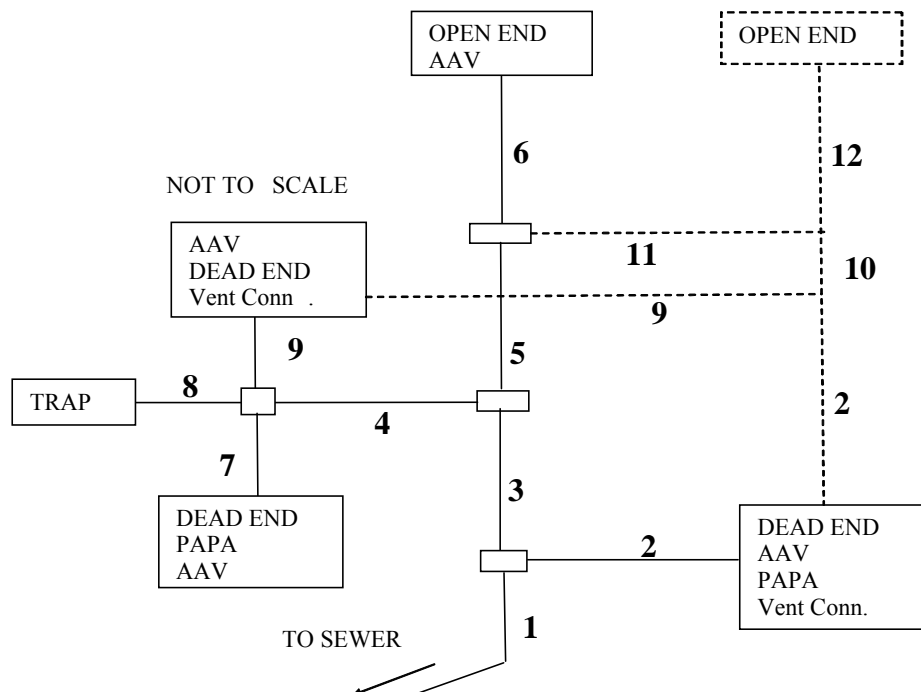 OPEN END
AAV
OPEN END
6
12
NOT TO SCALE
AAV
DEAD END
Vent Conn .
11
10
9
9
5
8
TRAP
4
2
7
3
DEAD END
PAPA
AAV
2
DEAD END
AAV
PAPA
Vent Conn.
1
TO SEWER